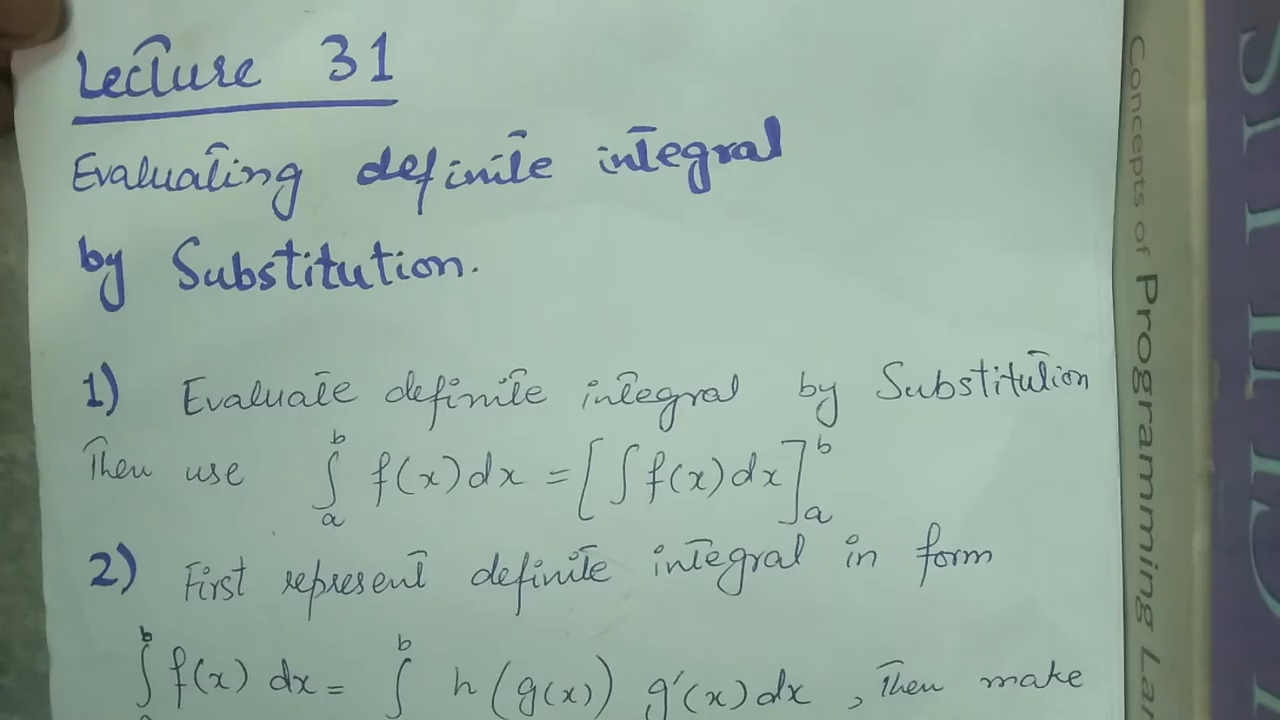 Lecture 31
Evaluating definite integral
by Substitution.
1) Evaluate definite integral by Substitution
Then use ∫_a^b f(x) dx = [∫ f(x) dx]_a^b
2) First represent definite integral in form
∫^b f(x) dx = ∫^b h(g(x)) g'(x) dx , Then make
Concepts of Programming Lan